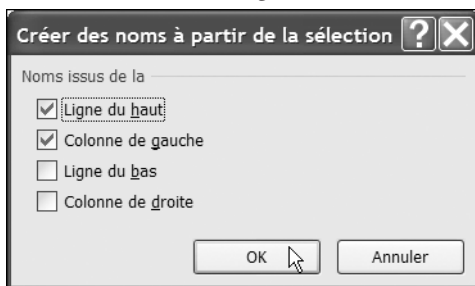 Créer des noms à partir de la sélection
Noms issus de la
Ligne du haut
Colonne de gauche
Ligne du bas
Colonne de droite
OK
Annuler